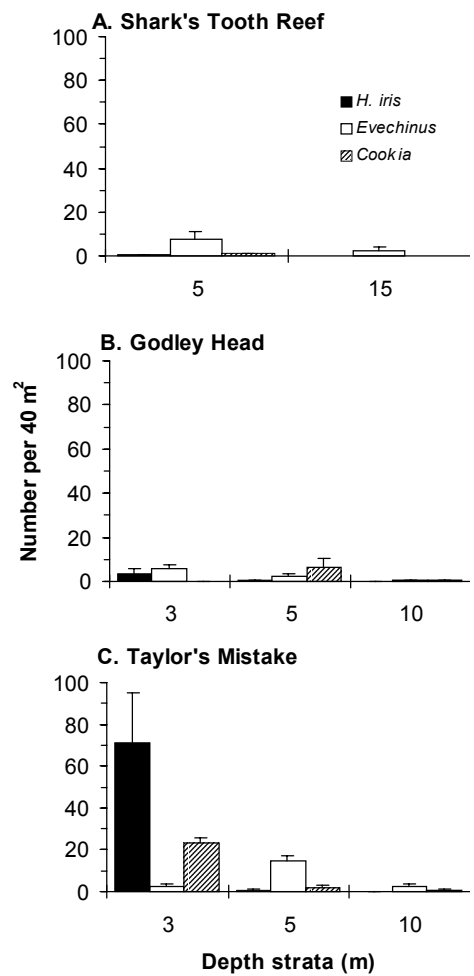 A. Shark's Tooth Reef
100
80
60
40
20
0
H. iris
Evechinus
Cookia
5 15
B. Godley Head
100
80
60
40
20
0
3 5 10
Number per 40 m²
C. Taylor's Mistake
100
80
60
40
20
0
3 5 10
Depth strata (m)